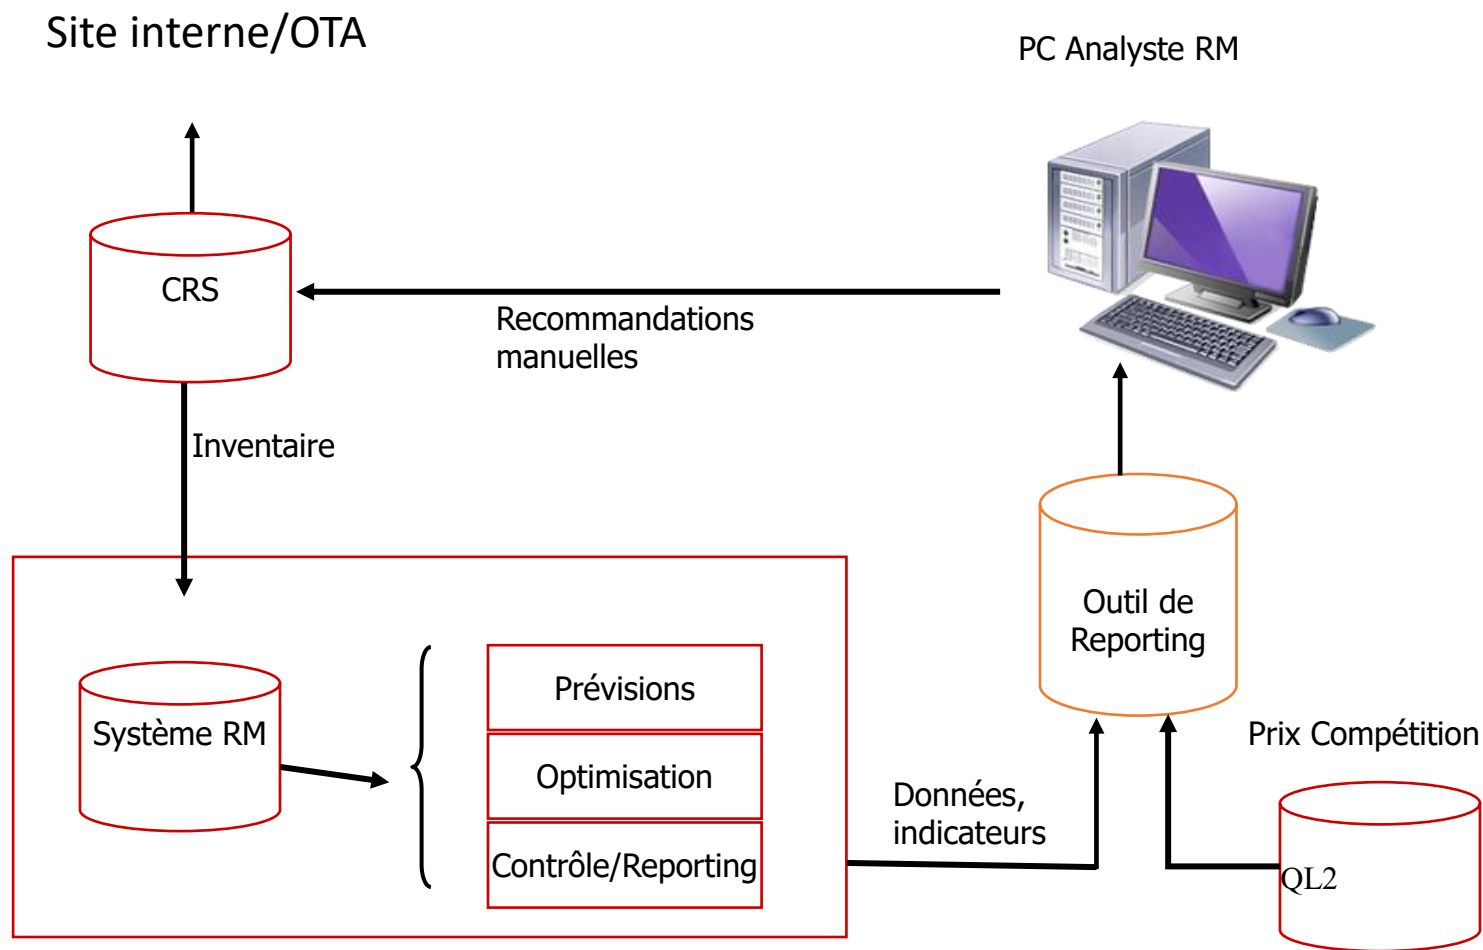 Site interne/OTA
PC Analyste RM
CRS
Recommandations
manuelles
Inventaire
Outil de
Reporting
Système RM
Prévisions
Optimisation
Contrôle/Reporting
Données,
indicateurs
Prix Compétition
QL2